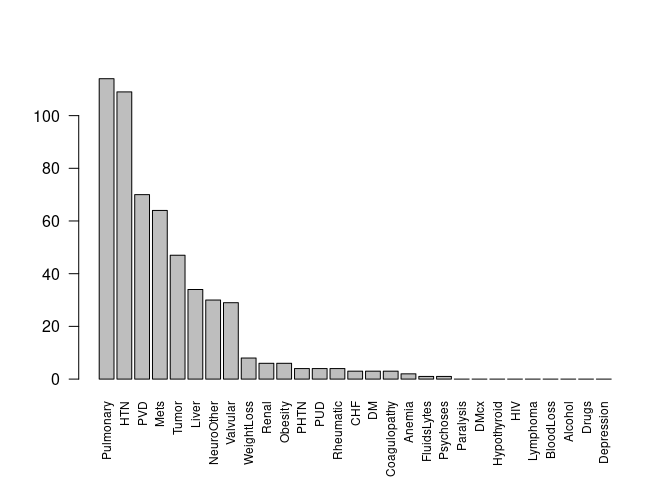 100
80
60
40
20
0
Pulmonary
HTN
PVD
Mets
Tumor
Liver
NeuroOther
Valvular
WeightLoss
Renal
Obesity
PHTN
PUD
Rheumatic
CHF
DM
Coagulopathy
Anemia
FluidsLytes
Psychoses
Paralysis
DMcx
Hypothyroid
HIV
Lymphoma
BloodLoss
Alcohol
Drugs
Depression